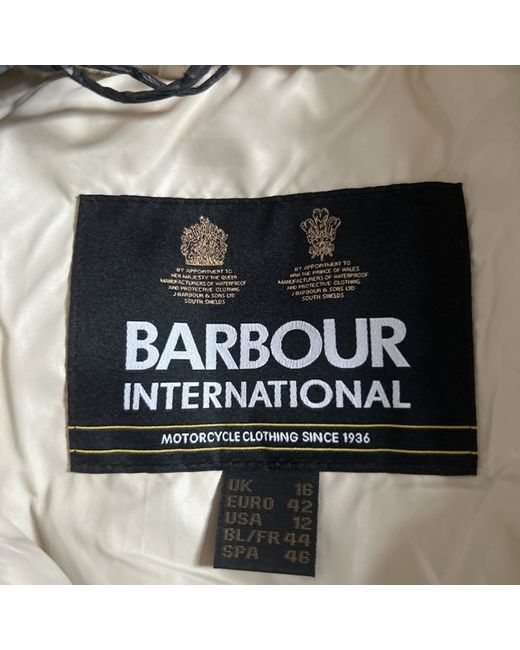 BY APPOINTMENT TO
HER MAJESTY THE QUEEN
MANUFACTURERS OF WATERPROOF
AND PROTECTIVE CLOTHING
J BARBOUR & SONS LTD
SOUTH SHIELDS
BY APPOINTMENT TO
HRH THE PRINCE OF WALES
MANUFACTURERS OF WATERPROOF
AND PROTECTIVE CLOTHING
J BARBOUR & SONS LTD
SOUTH SHIELDS
BARBOUR
INTERNATIONAL
MOTORCYCLE CLOTHING SINCE 1936
UK 16
EURO 42
USA 12
BL/FR 44
SPA 46